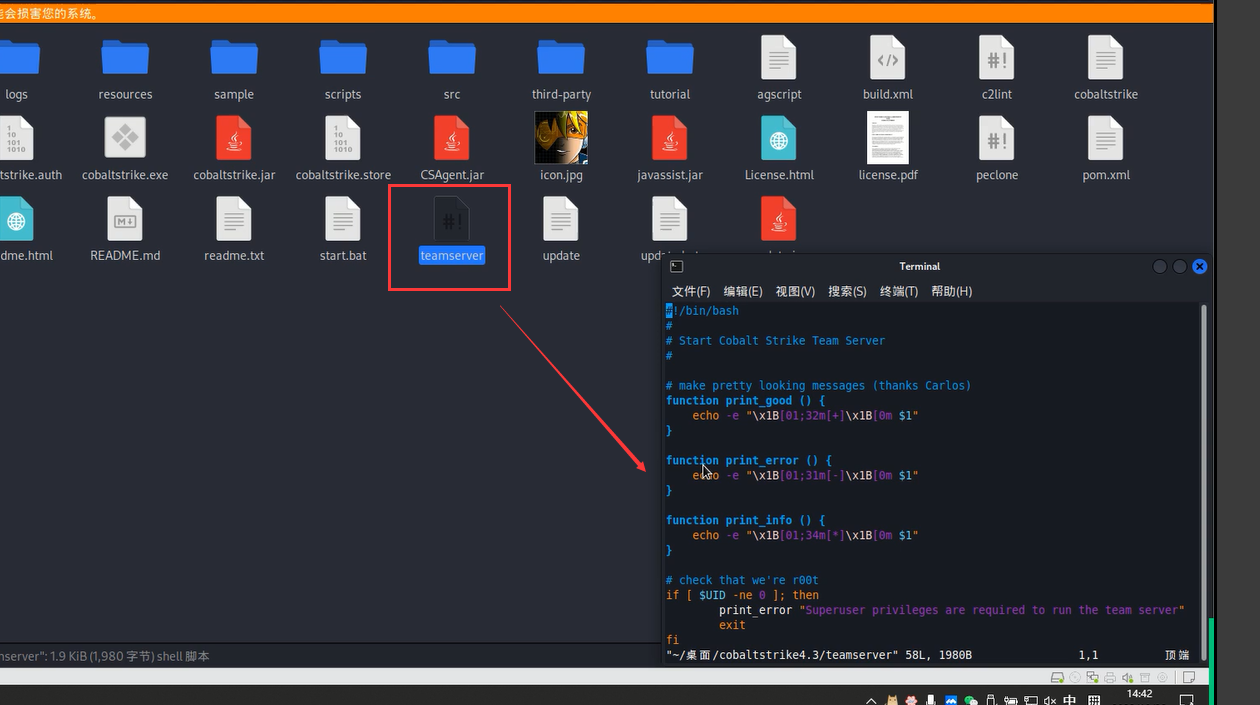 能会损害您的系统。
logs
resources
sample
scripts
src
third-party
tutorial
agscript
build.xml
c2lint
cobaltstrike
tstrike.auth
cobaltstrike.exe
cobaltstrike.jar
cobaltstrike.store
CSAgent.jar
icon.jpg
javassist.jar
License.html
license.pdf
peclone
pom.xml
dme.html
README.md
readme.txt
start.bat
teamserver
update
Terminal
文件(F) 编辑(E) 视图(V) 搜索(S) 终端(T) 帮助(H)
#!/bin/bash
#
# Start Cobalt Strike Team Server
#
# make pretty looking messages (thanks Carlos)
function print_good () {
echo -e "\x1B[01;32m[+]\x1B[0m $1"
}
function print_error () {
echo -e "\x1B[01;31m[-]\x1B[0m $1"
}
function print_info () {
echo -e "\x1B[01;34m[*]\x1B[0m $1"
}
# check that we're r00t
if [ $UID -ne 0 ]; then
print_error "Superuser privileges are required to run the team server"
exit
fi
"~/桌面/cobaltstrike4.3/teamserver" 58L, 1980B 1,1 顶端
mserver": 1.9 KiB (1,980 字节) shell 脚本
中
14:42